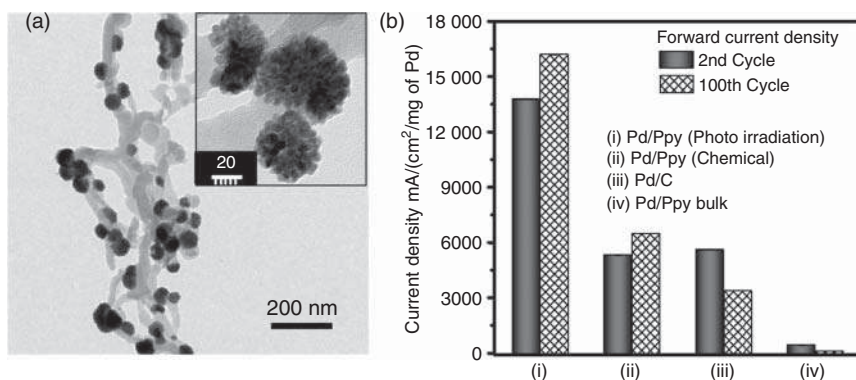 (a)
20
200 nm
(b)
Current density mA/(cm²/mg of Pd)
18 000
15 000
12 000
9000
6000
3000
0
Forward current density
2nd Cycle
100th Cycle
(i) Pd/Ppy (Photo irradiation)
(ii) Pd/Ppy (Chemical)
(iii) Pd/C
(iv) Pd/Ppy bulk
(i) (ii) (iii) (iv)